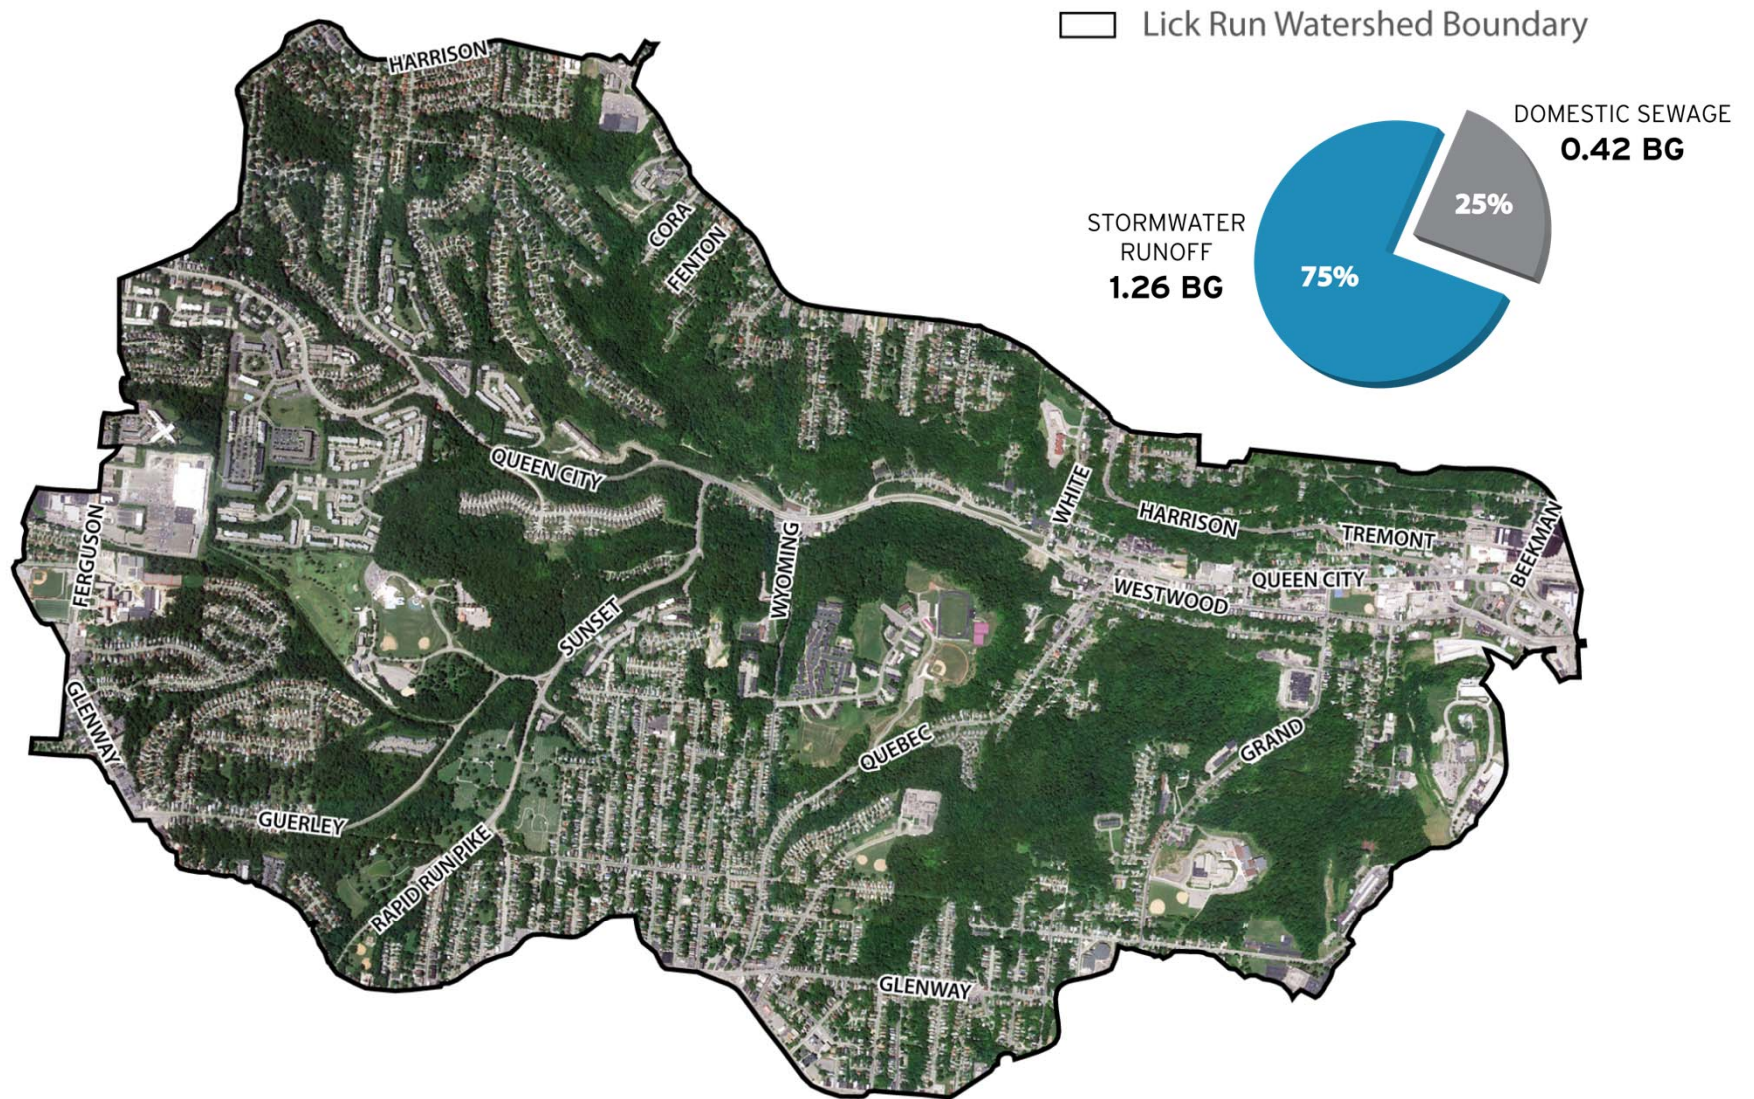 Lick Run Watershed Boundary
HARRISON
DOMESTIC SEWAGE
0.42 BG
25%
STORMWATER
RUNOFF
1.26 BG
75%
CORA
FENTON
QUEEN CITY
WHITE
HARRISON
TREMONT
BEEKMAN
FERGUSON
WYOMING
QUEEN CITY
WESTWOOD
SUNSET
GLENWAY
QUEBEC
GRAND
GUERLEY
RAPID RUN PIKE
GLENWAY